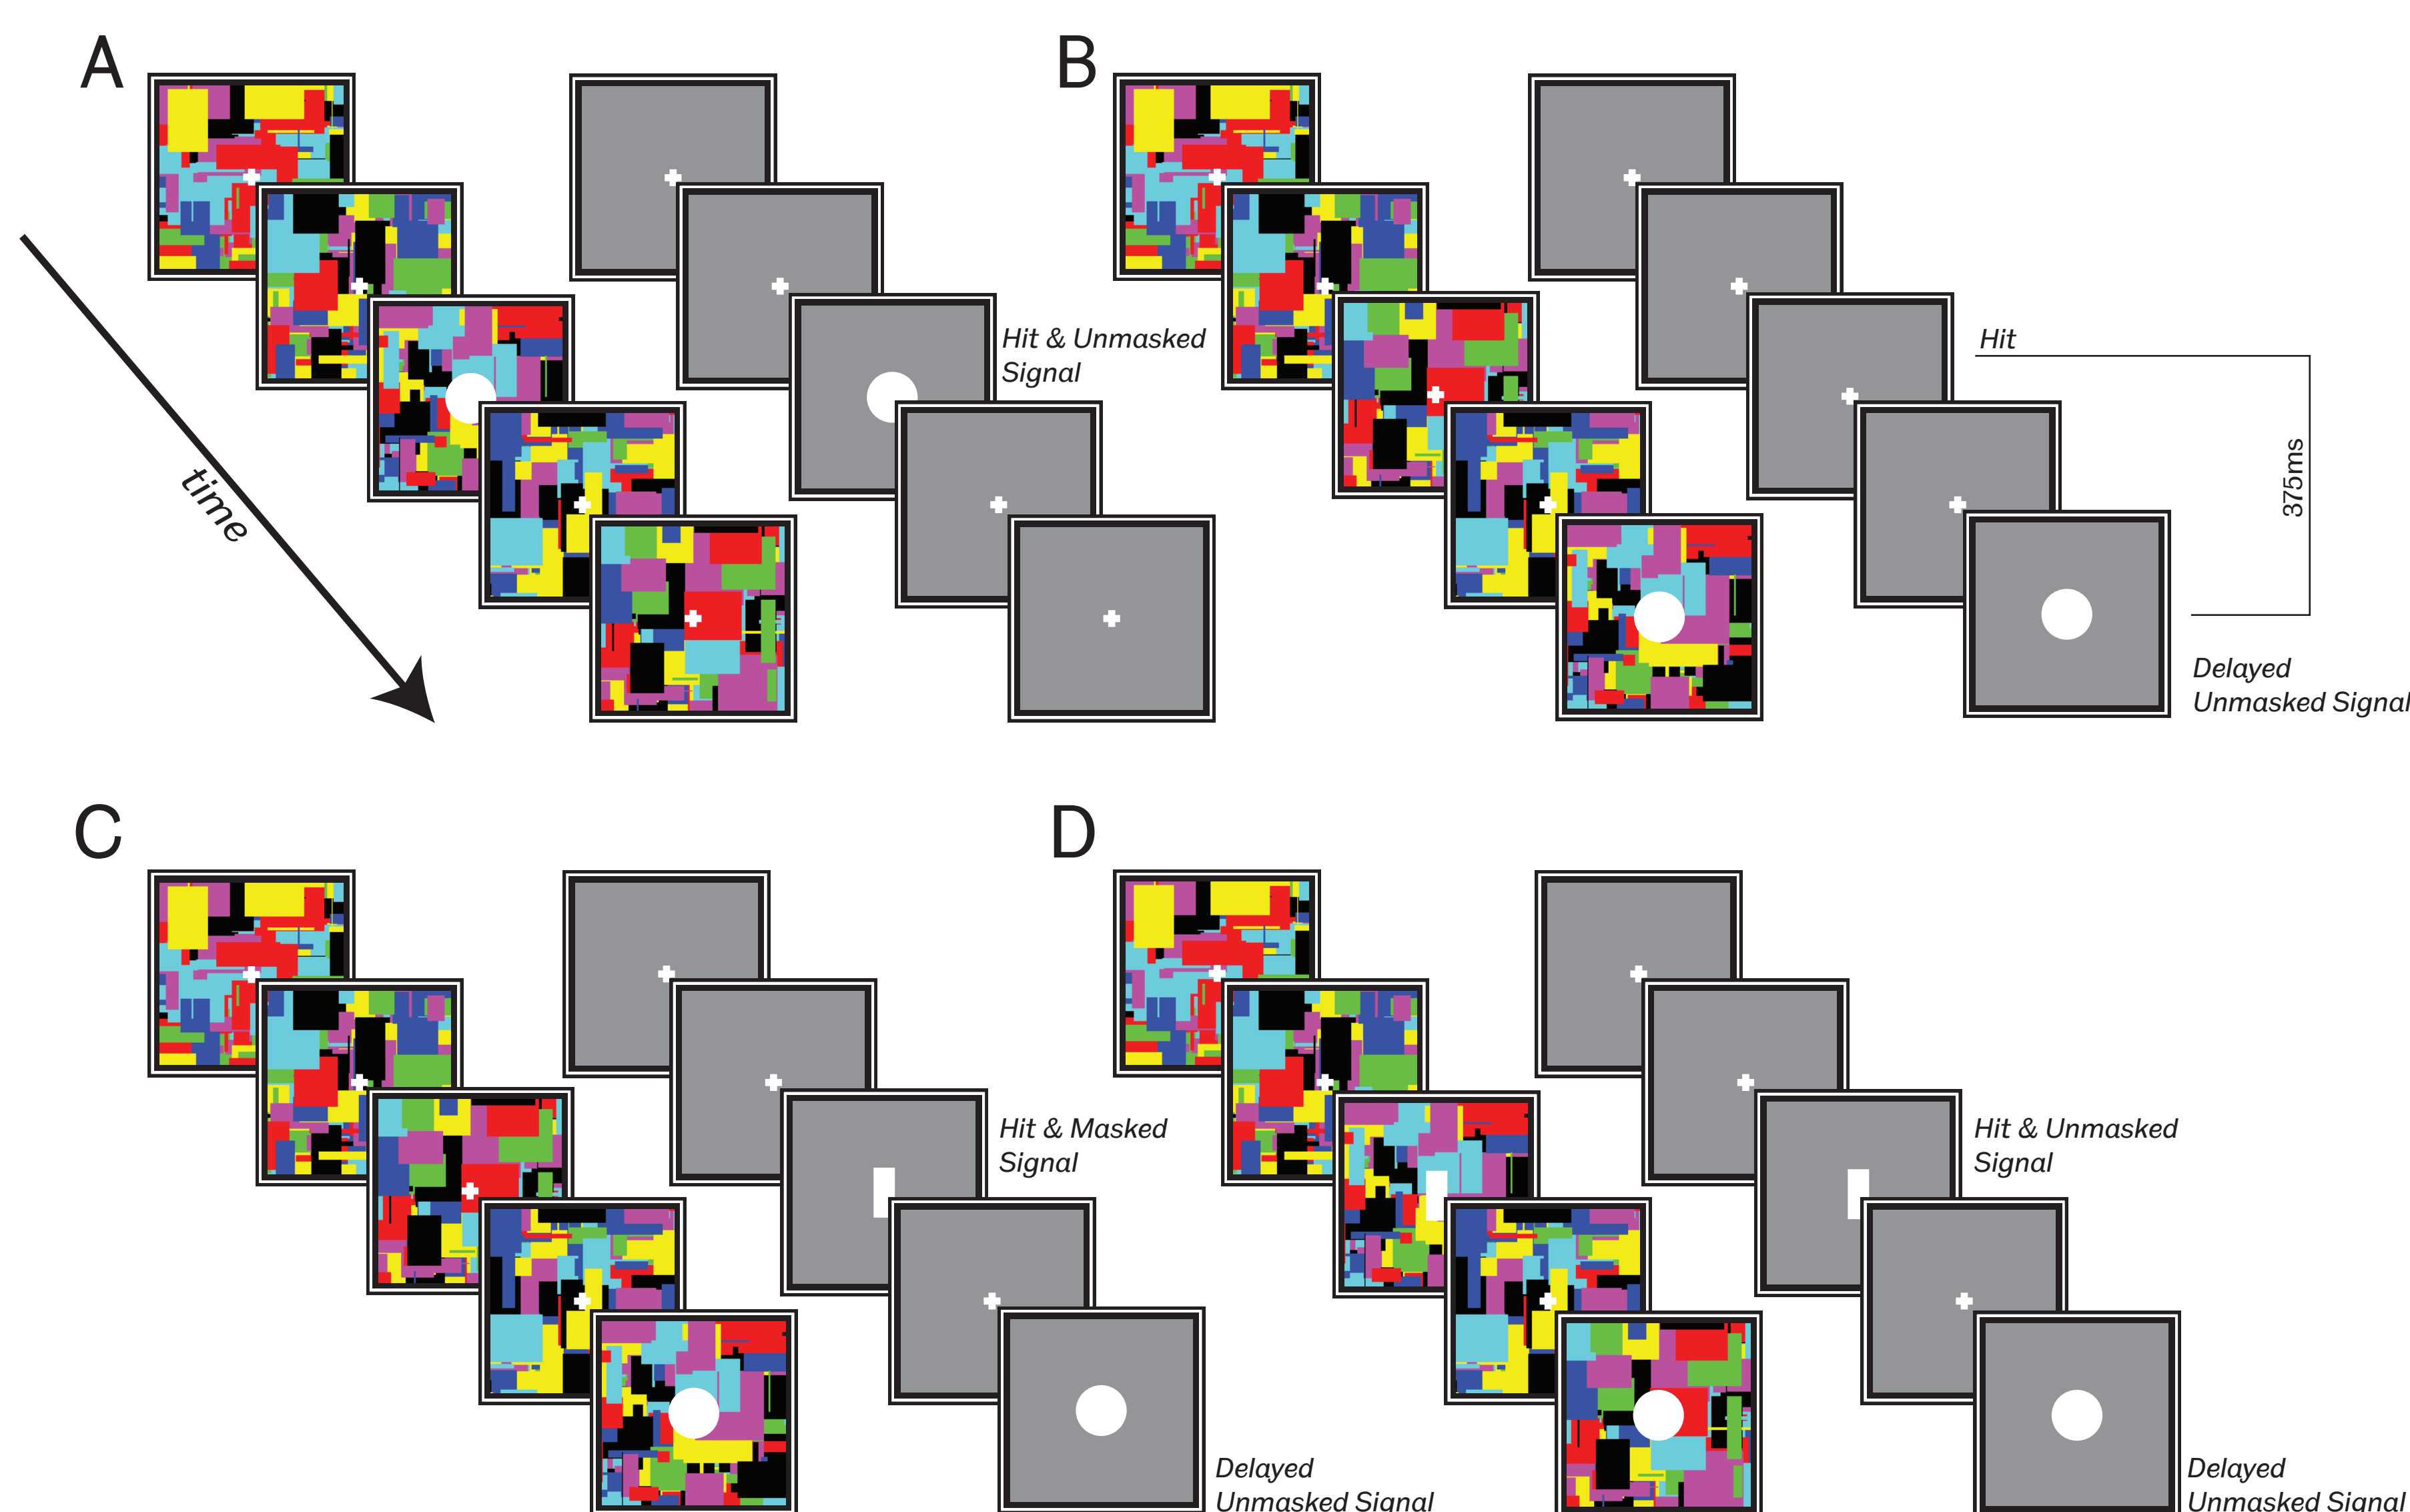 A
B
time
Hit & Unmasked
Signal
Hit
375ms
Delayed
Unmasked Signal
C
D
Hit & Masked
Signal
Hit & Unmasked
Signal
Delayed
Unmasked Signal
Delayed
Unmasked Signal